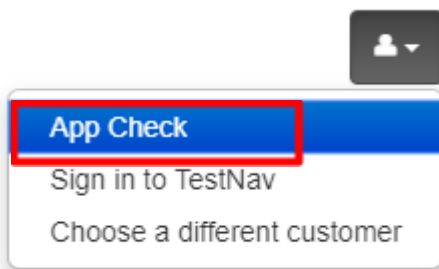 App Check
Sign in to TestNav
Choose a different customer